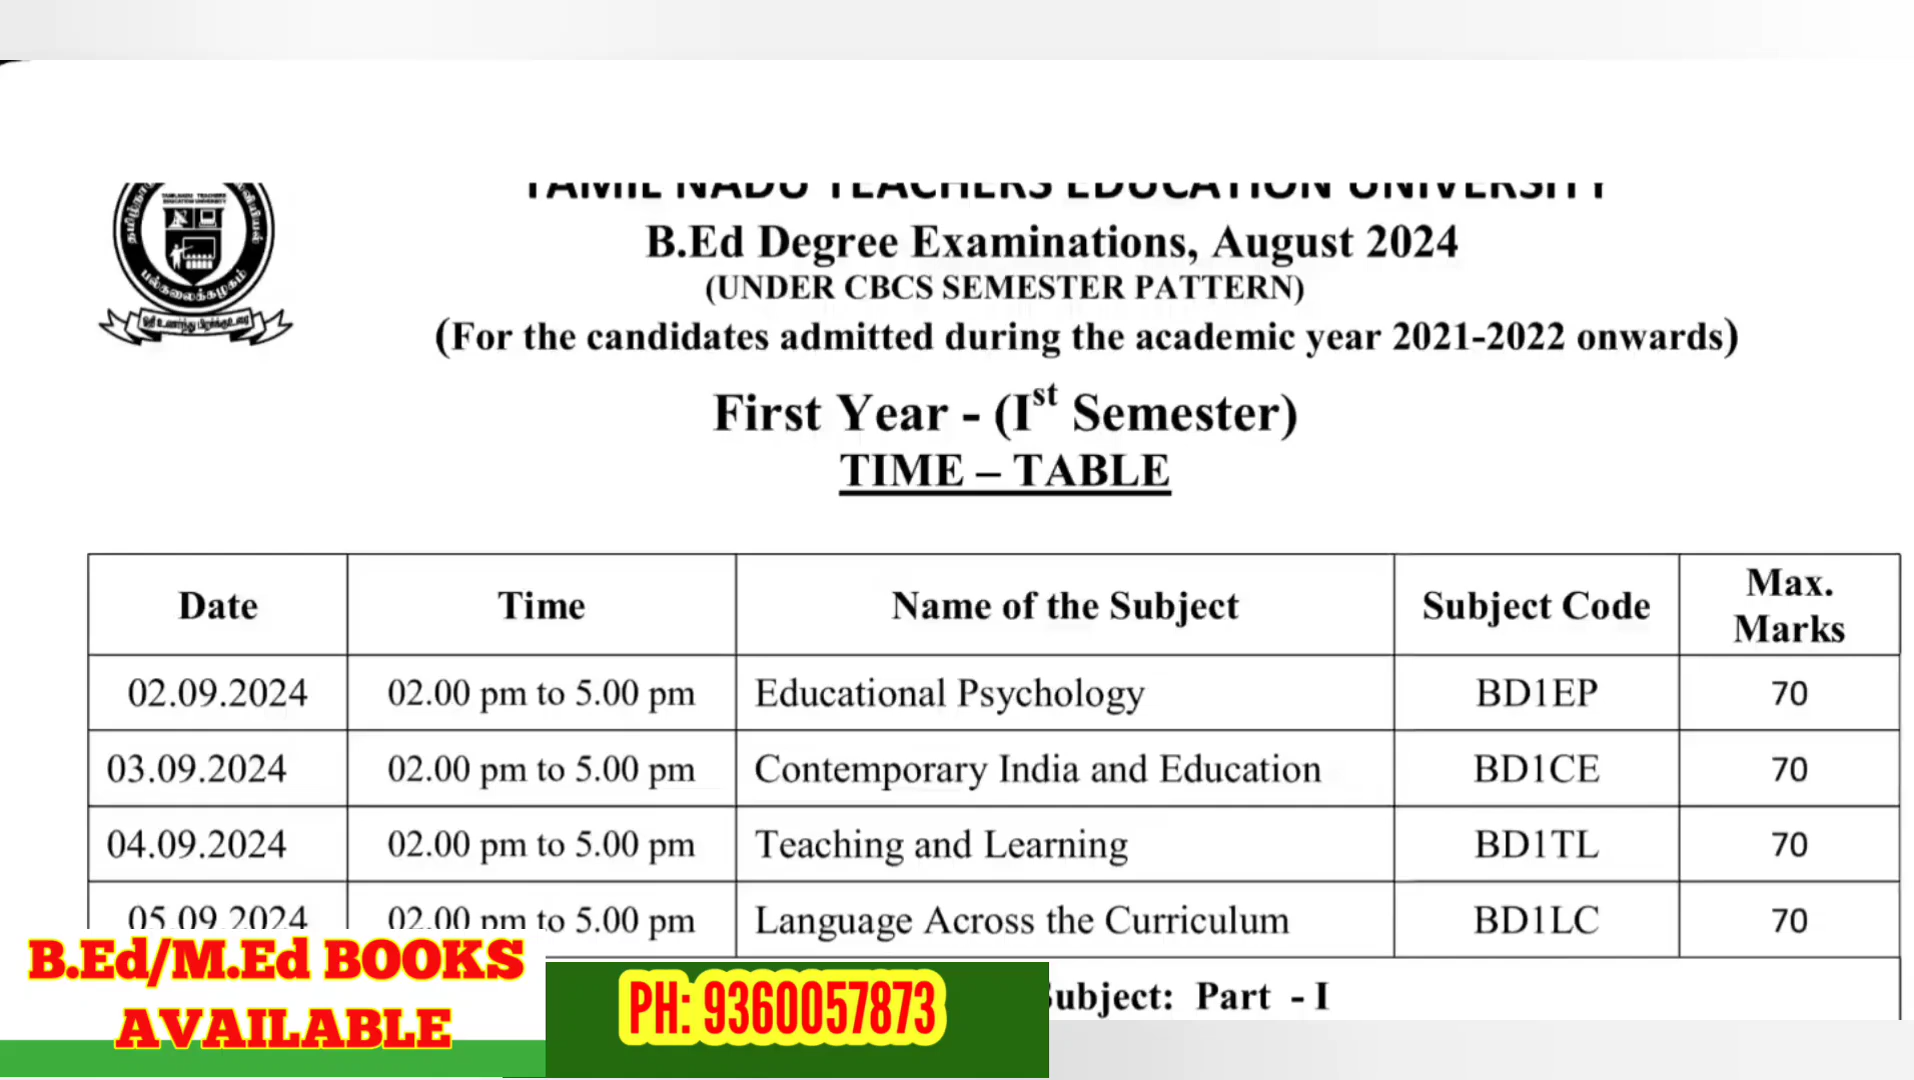 TAMIL NADU TEACHERS EDUCATION UNIVERSITY
B.Ed Degree Examinations, August 2024
(UNDER CBCS SEMESTER PATTERN)
(For the candidates admitted during the academic year 2021-2022 onwards)
First Year - (Ist Semester)
TIME – TABLE
Date Time Name of the Subject Subject Code Max. Marks
02.09.2024 02.00 pm to 5.00 pm Educational Psychology BD1EP 70
03.09.2024 02.00 pm to 5.00 pm Contemporary India and Education BD1CE 70
04.09.2024 02.00 pm to 5.00 pm Teaching and Learning BD1TL 70
05.09.2024 02.00 pm to 5.00 pm Language Across the Curriculum BD1LC 70
ubject: Part - I
B.Ed/M.Ed BOOKS
AVAILABLE
PH: 9360057873